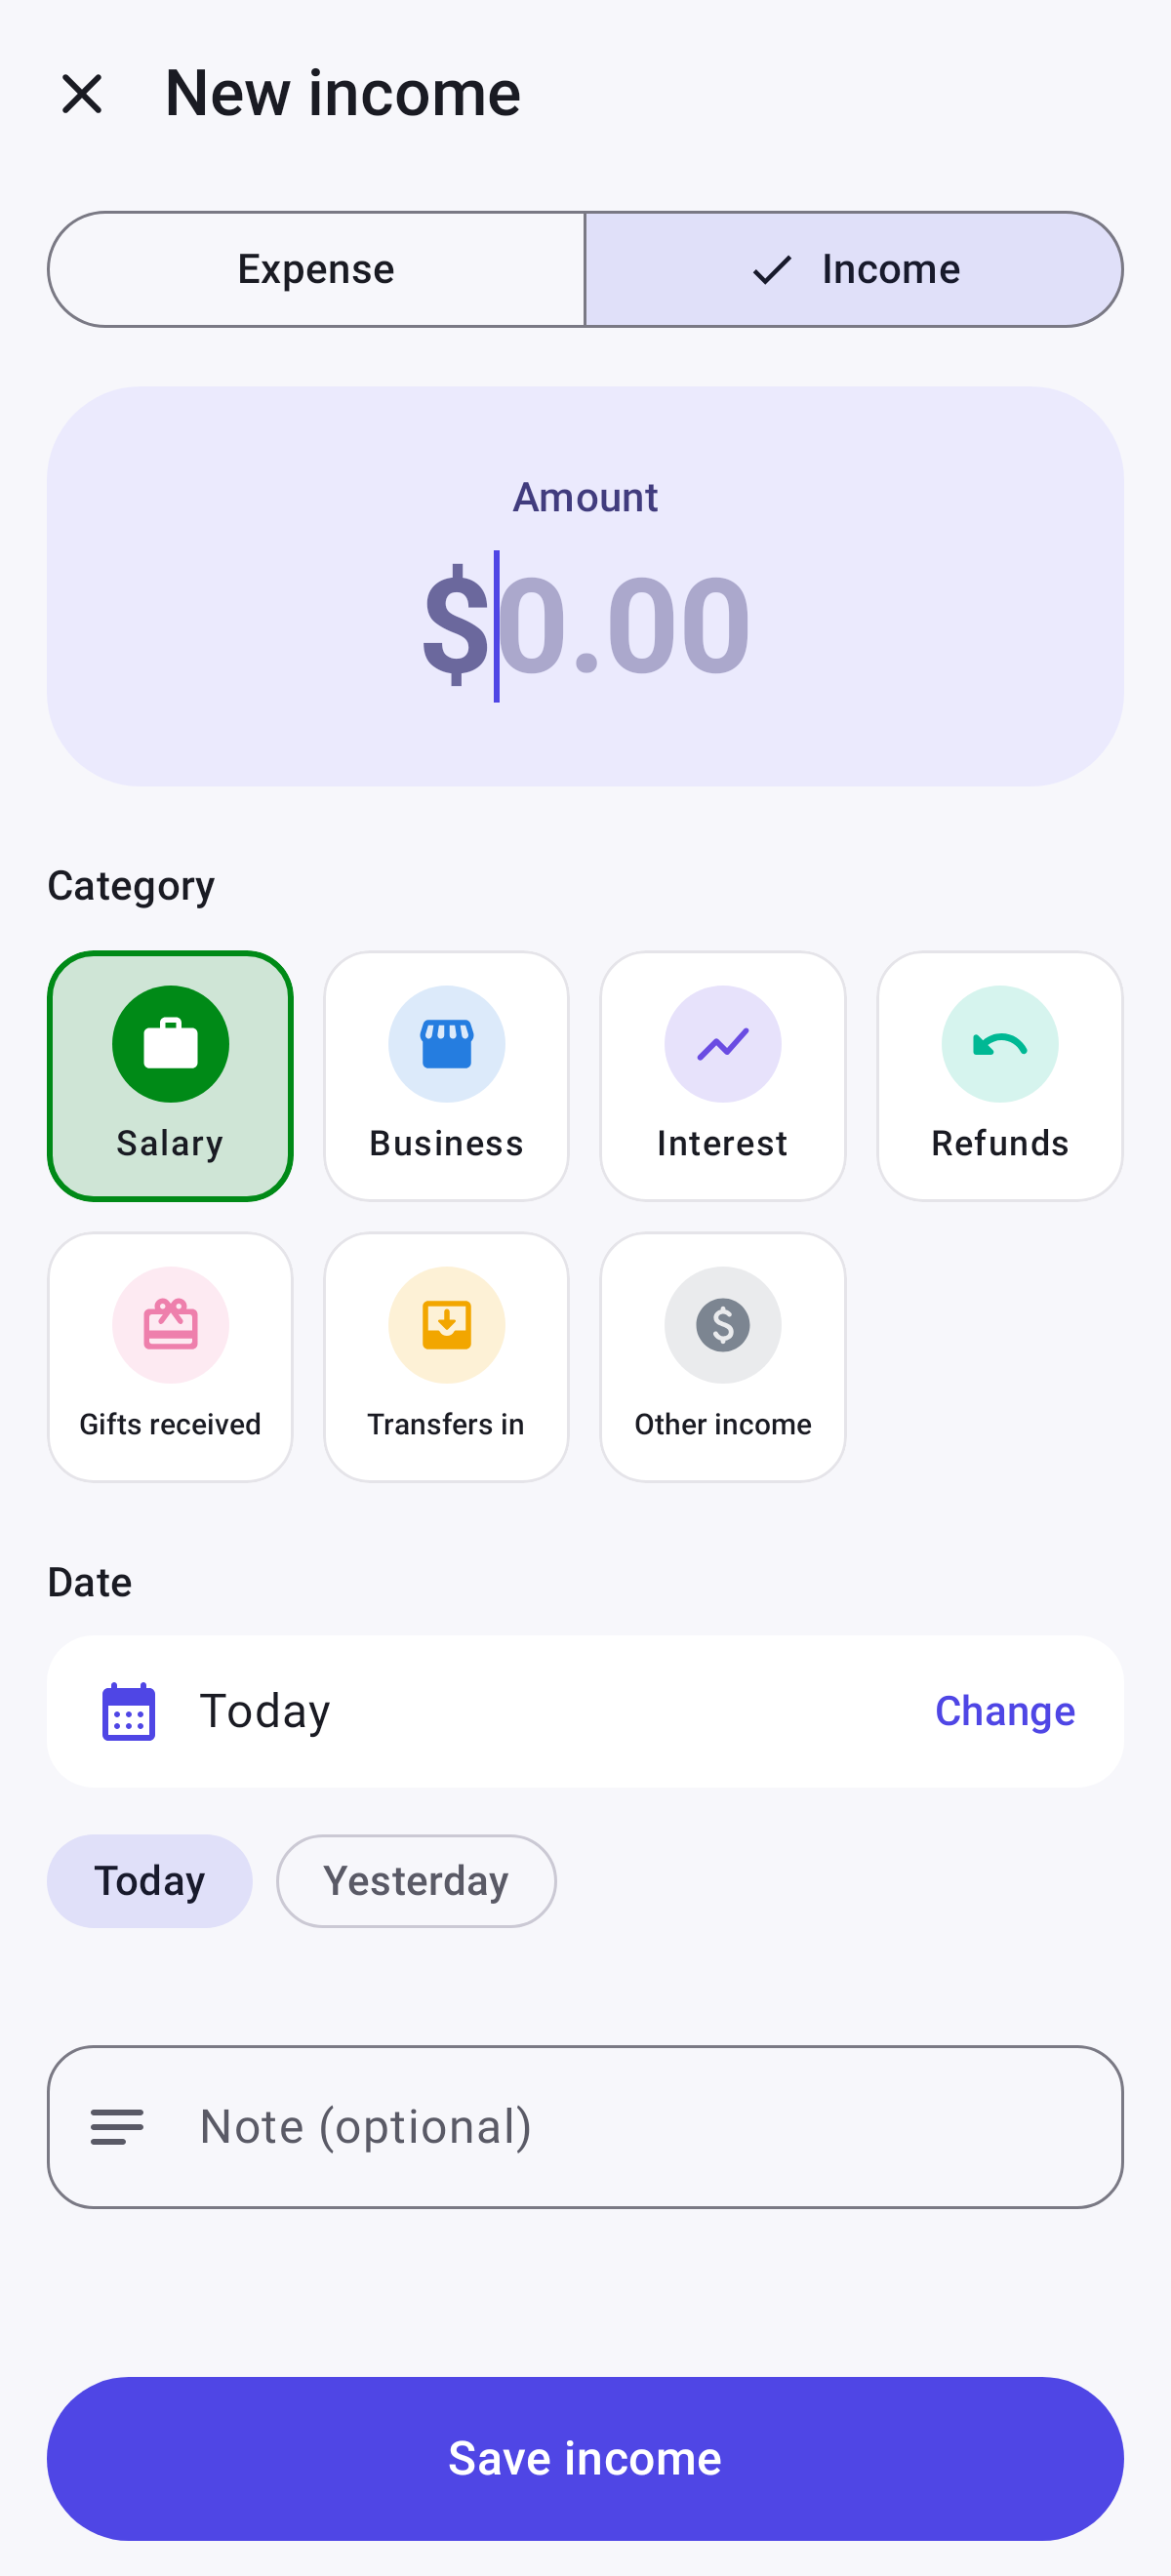 New income
Expense
Income
Amount
$0.00
Category
Salary
Business
Interest
Refunds
Gifts received
Transfers in
Other income
Date
Today
Change
Today
Yesterday
Note (optional)
Save income